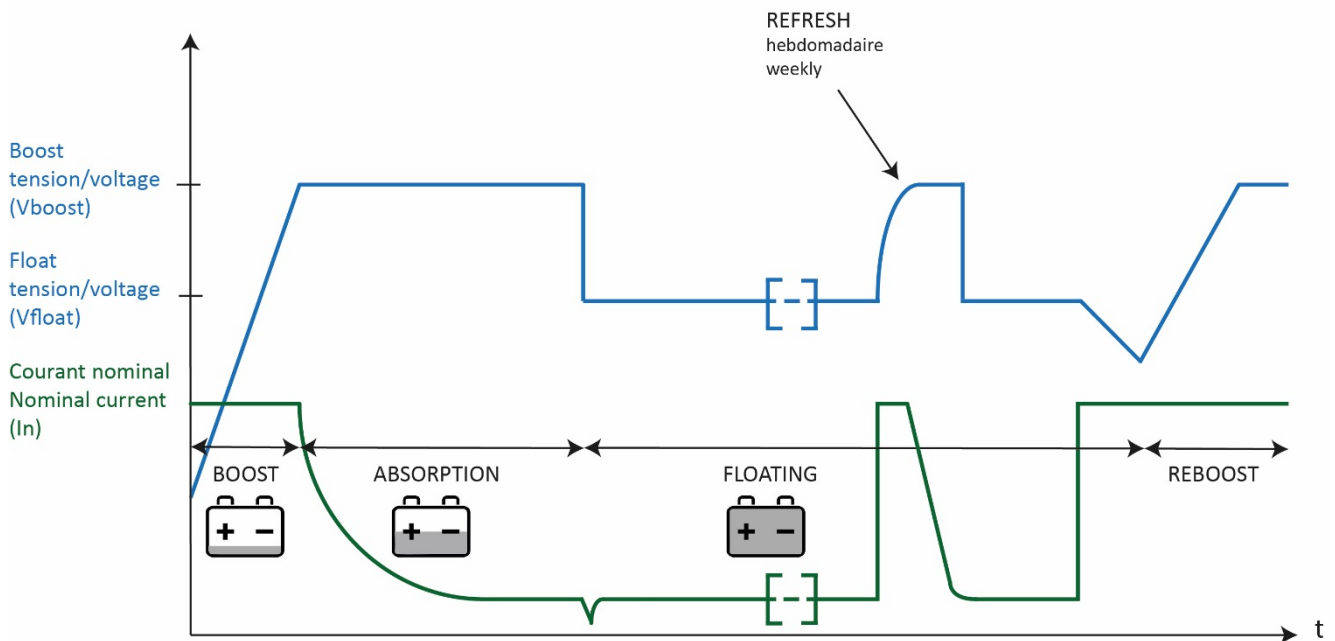 REFRESH
hebdomadaire
weekly
Boost
tension/voltage
(Vboost)
Float
tension/voltage
(Vfloat)
Courant nominal
Nominal current
(In)
BOOST
ABSORPTION
FLOATING
REBOOST
+ −
+ −
+ −
t